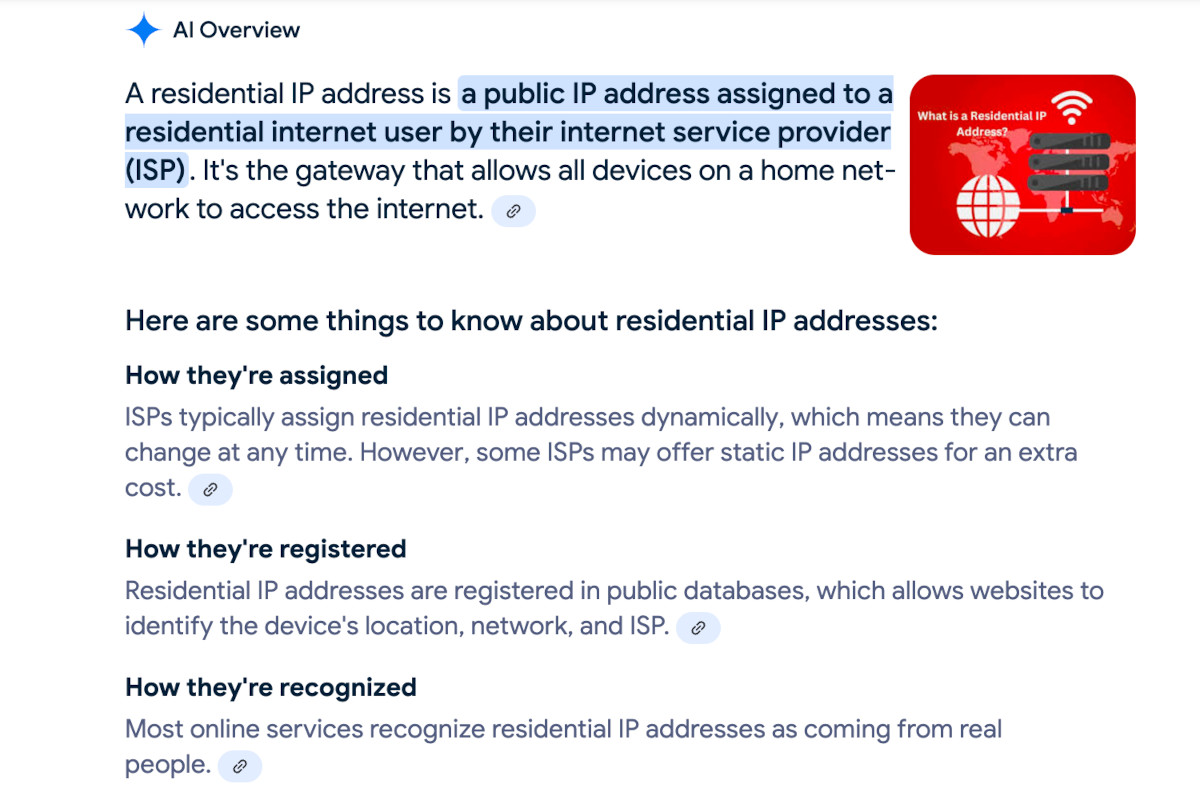 AI Overview
A residential IP address is a public IP address assigned to a
residential internet user by their internet service provider
(ISP). It's the gateway that allows all devices on a home net-
work to access the internet.
What is a Residential IP
Address?
Here are some things to know about residential IP addresses:
How they're assigned
ISPs typically assign residential IP addresses dynamically, which means they can
change at any time. However, some ISPs may offer static IP addresses for an extra
cost.
How they're registered
Residential IP addresses are registered in public databases, which allows websites to
identify the device's location, network, and ISP.
How they're recognized
Most online services recognize residential IP addresses as coming from real
people.